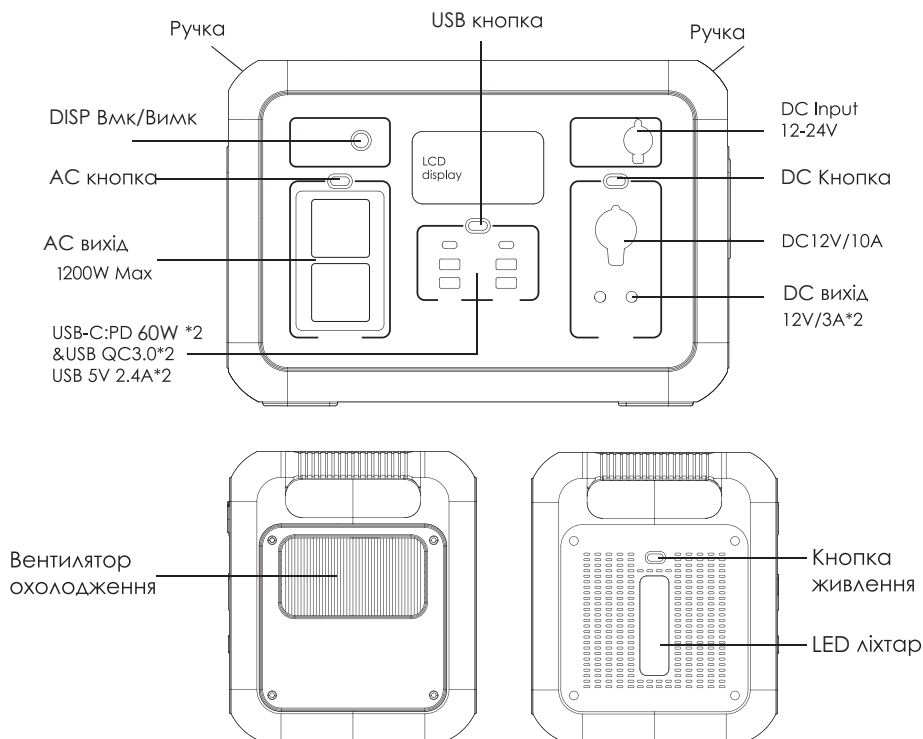 USB кнопка
Ручка
Ручка
DISP Вмк/Вимк
DC Input
12-24V
LCD
display
AC кнопка
DC Кнопка
AC вихід
1200W Max
DC12V/10A
DC вихід
12V/3A*2
USB-C:PD 60W *2
&USB QC3.0*2
USB 5V 2.4A*2
Вентилятор
охолодження
Кнопка
живлення
LED ліхтар